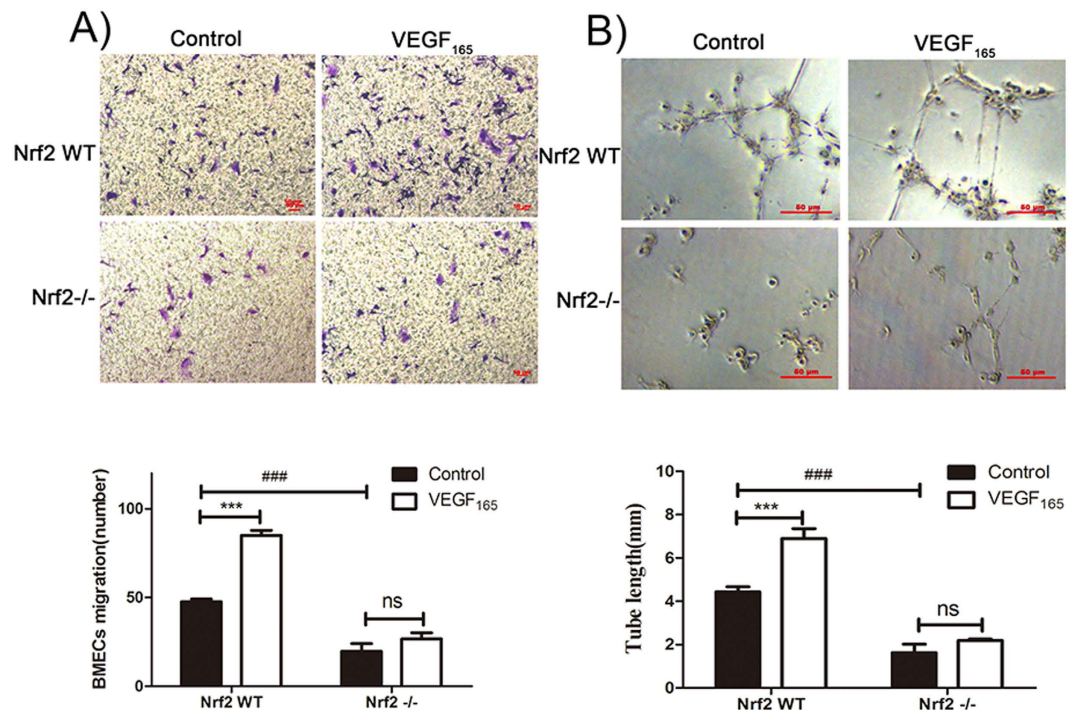 A)
Control
VEGF165
Nrf2 WT
Nrf2-/-
B)
Control
VEGF165
Nrf2 WT
50 µm
50 µm
Nrf2-/-
50 µm
50 µm
BMECs migration(number)
100
50
0
###
***
ns
Control
VEGF165
Nrf2 WT
Nrf2 -/-
Tube length(mm)
10
8
6
4
2
0
###
***
ns
Control
VEGF165
Nrf2 WT
Nrf2 -/-